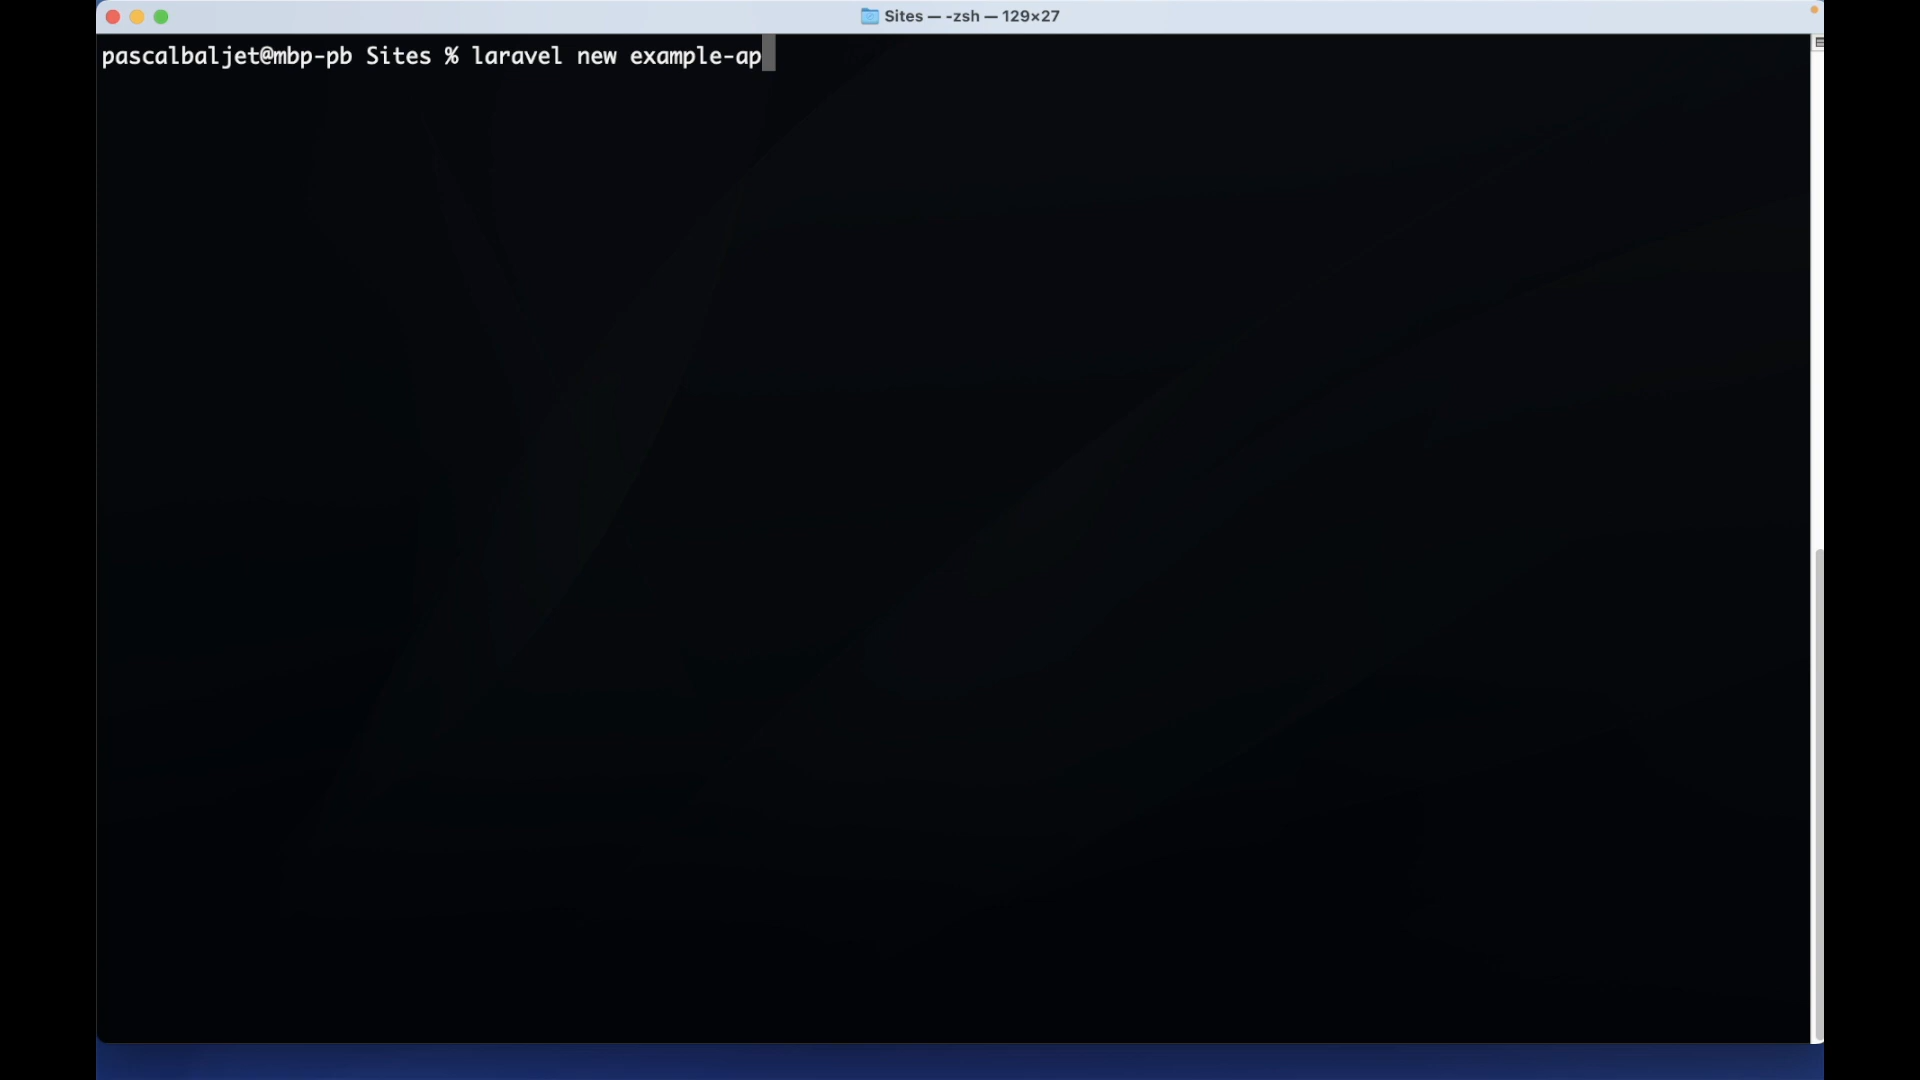 Sites — -zsh — 129×27
pascalbaljet@mbp-pb Sites % laravel new example-ap